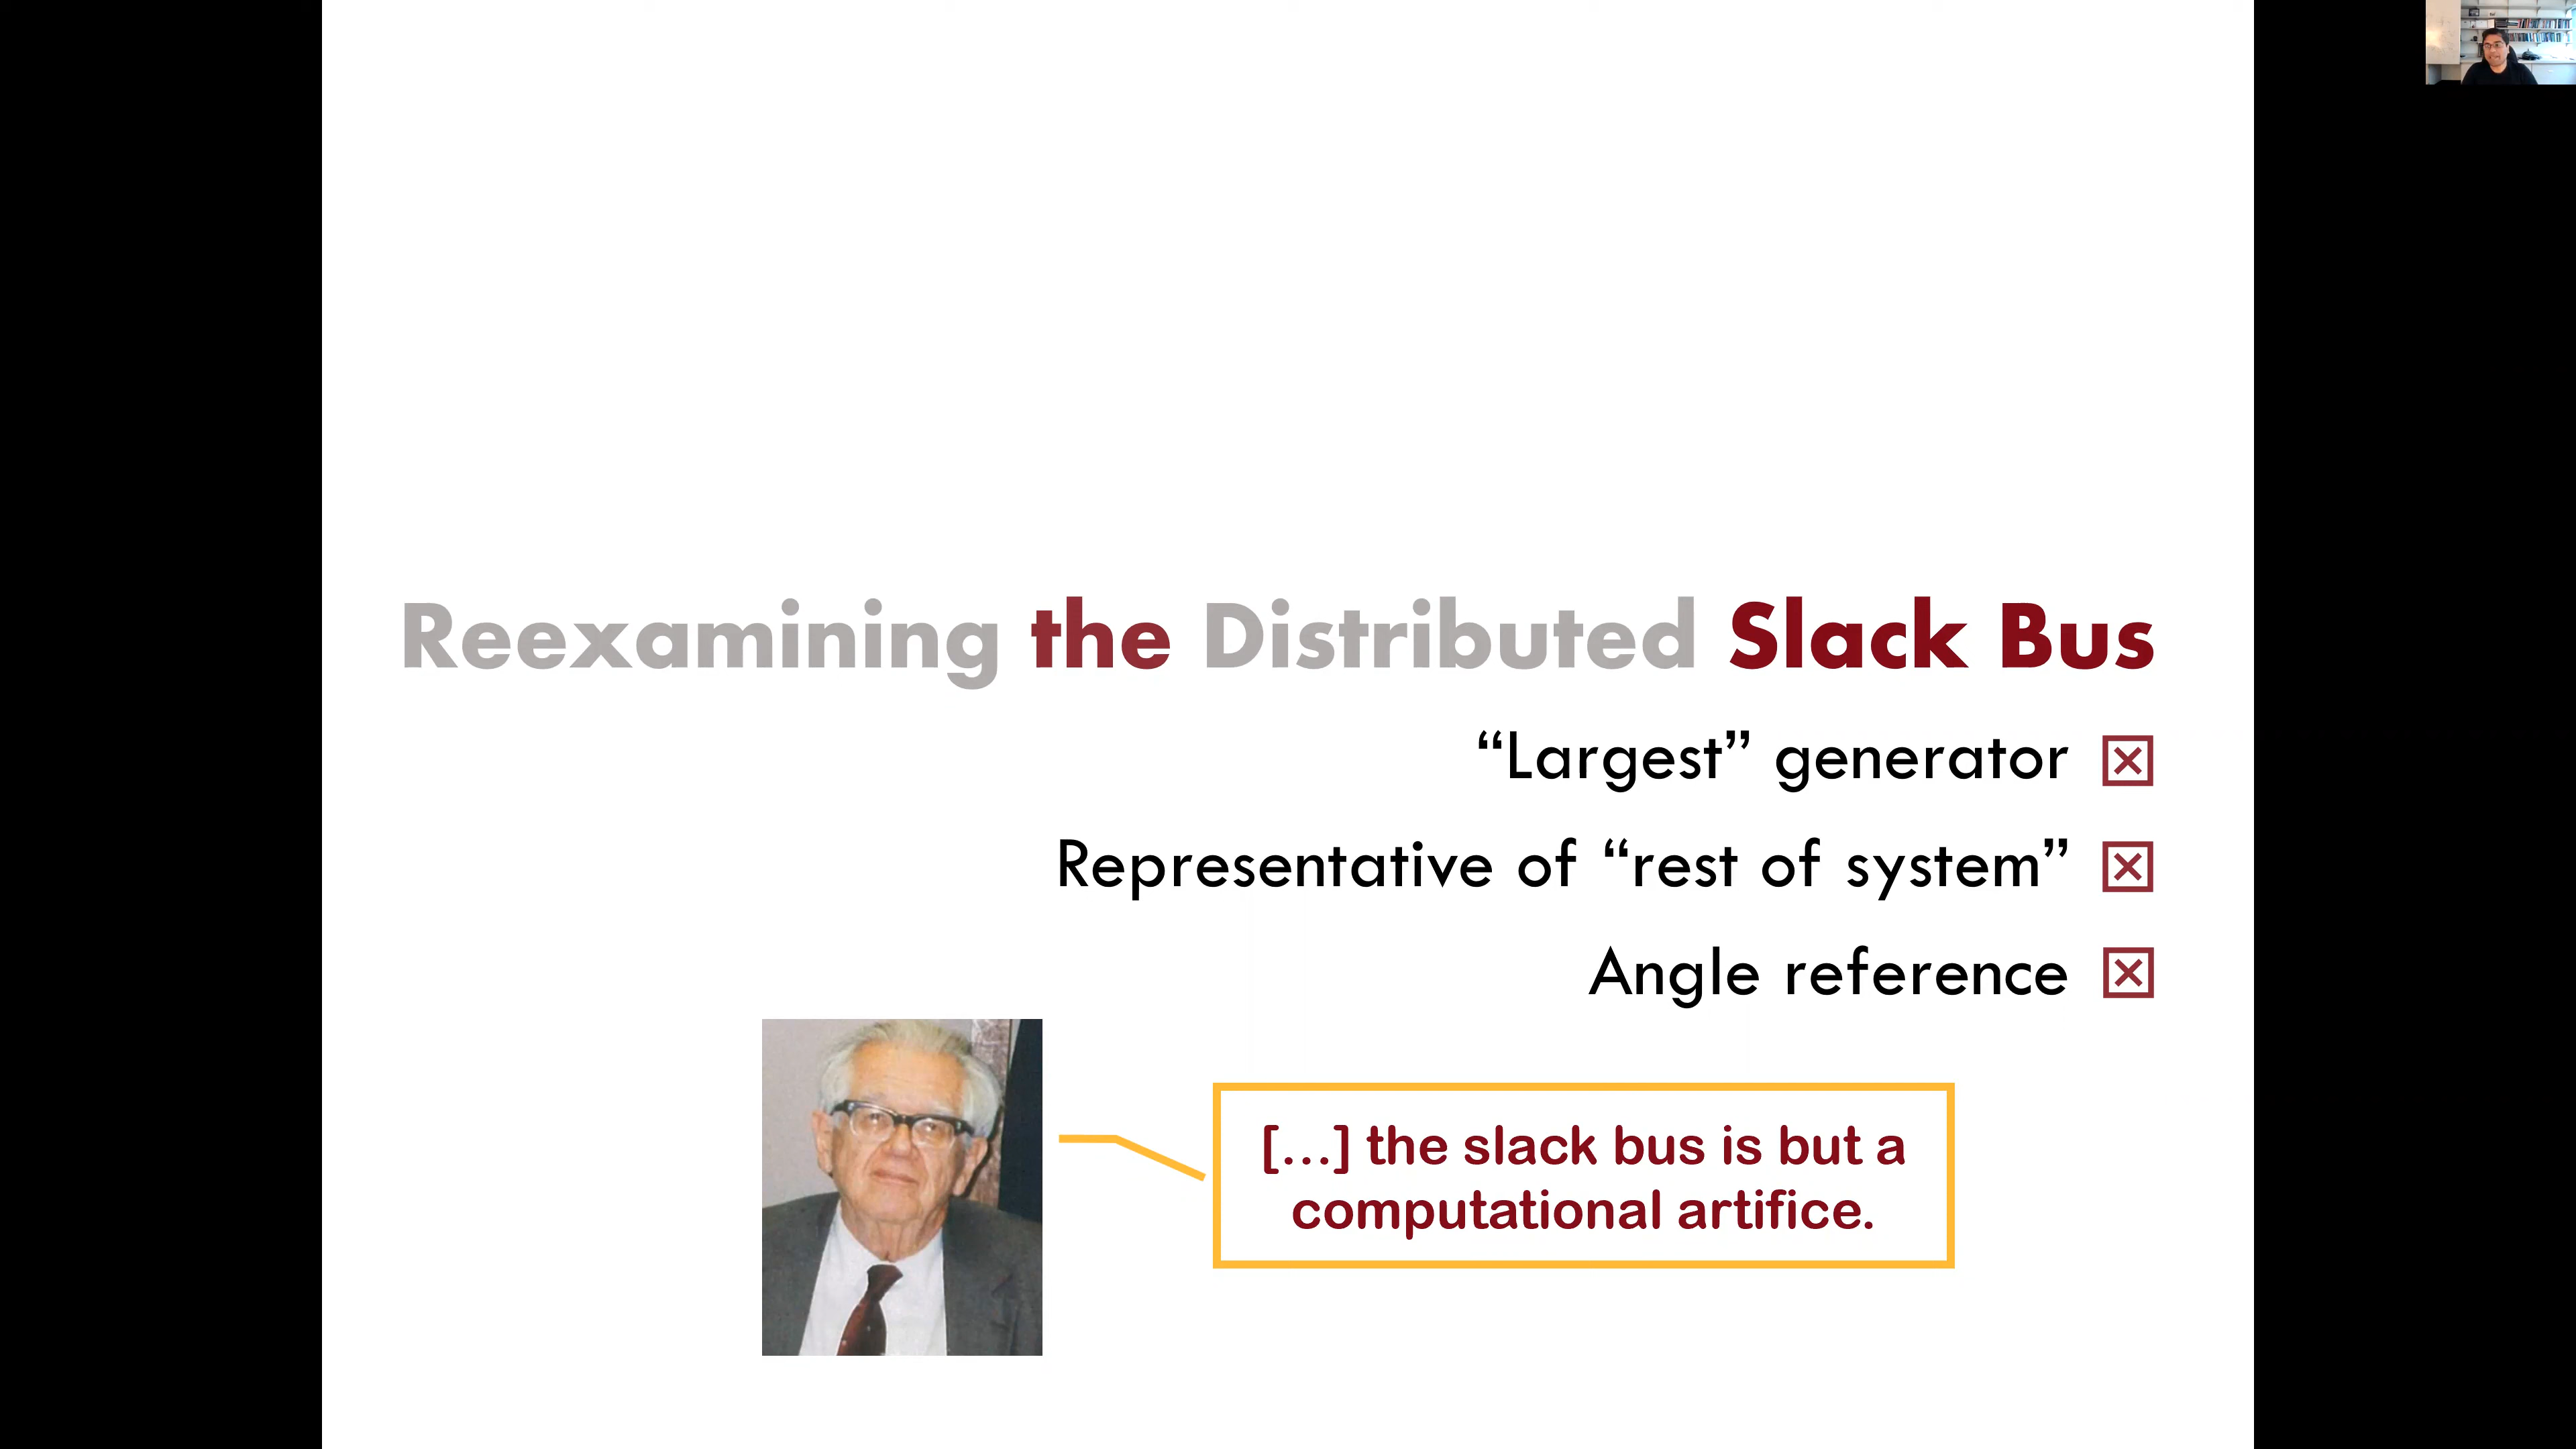 Reexamining the Distributed Slack Bus
“Largest” generator ☒
Representative of “rest of system” ☒
Angle reference ☒
[…] the slack bus is but a
computational artifice.